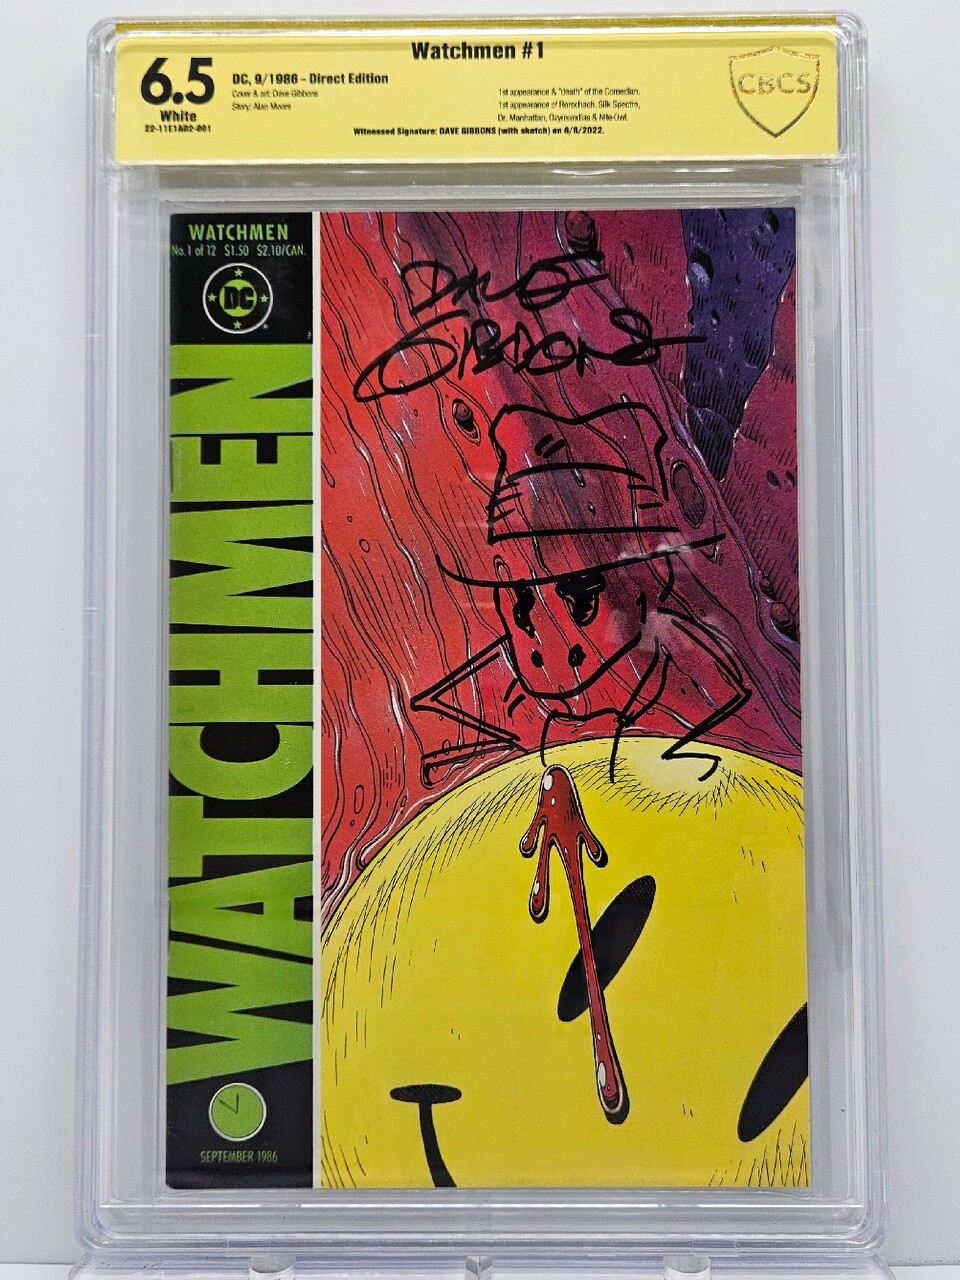 Watchmen #1
6.5
White
22-11E1AD2-001
DC, 9/1986 - Direct Edition
Cover & art: Dave Gibbons
Story: Alan Moore
1st appearance & "death" of the Comedian.
1st appearance of Rorschach, Silk Spectre,
Dr. Manhattan, Ozymandias & Nite Owl.
Witnessed Signature: DAVE GIBBONS (with sketch) on 6/8/2022.
CBCS
WATCHMEN
No. 1 of 12 $1.50 $2.10/CAN.
DC
WATCHMEN
DAVE
GIBBONS
SEPTEMBER 1986